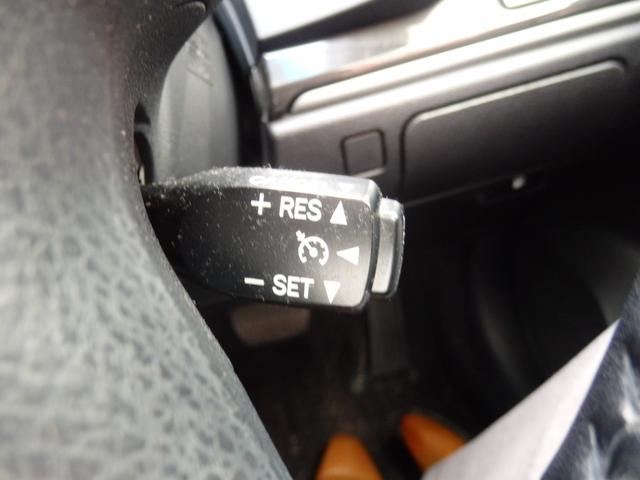 + RES
- SET